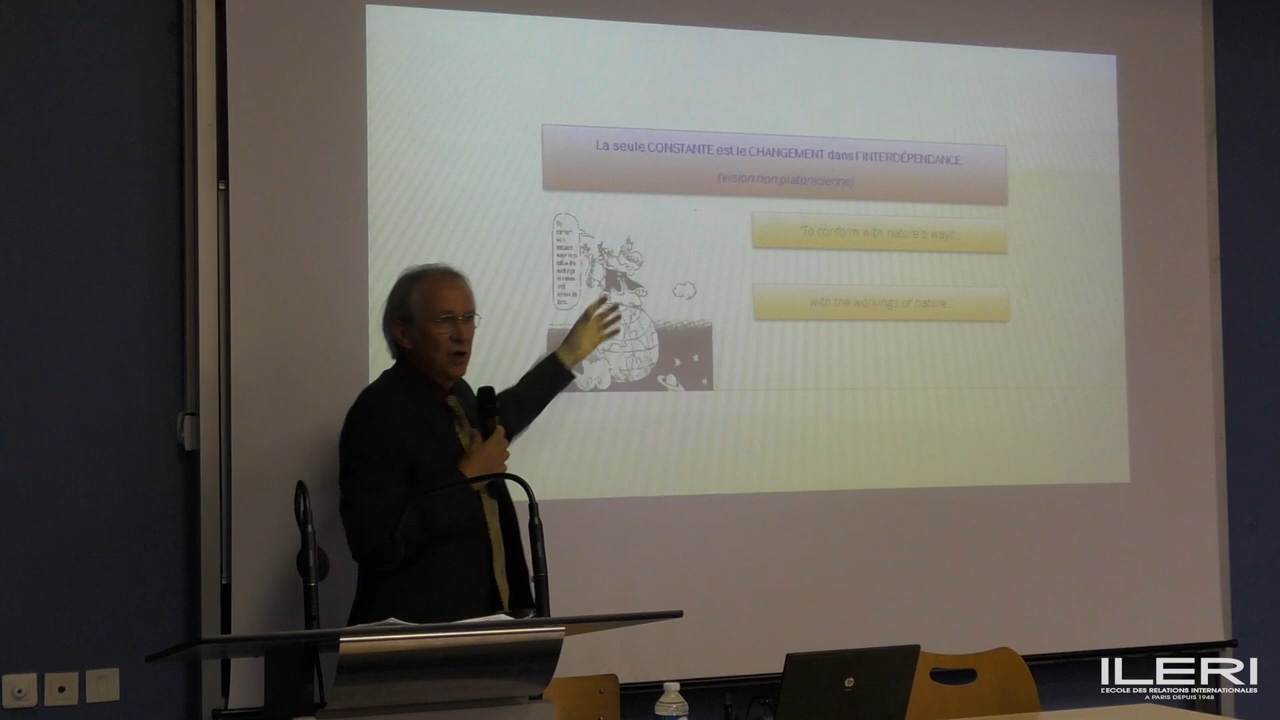 La seule CONSTANTE est le CHANGEMENT dans l'INTERDÉPENDANCE
(vision non platonicienne)
'To conform with nature's ways
with the workings of nature...
hp
ILERI
L'ECOLE DES RELATIONS INTERNATIONALES
A PARIS DEPUIS 1948